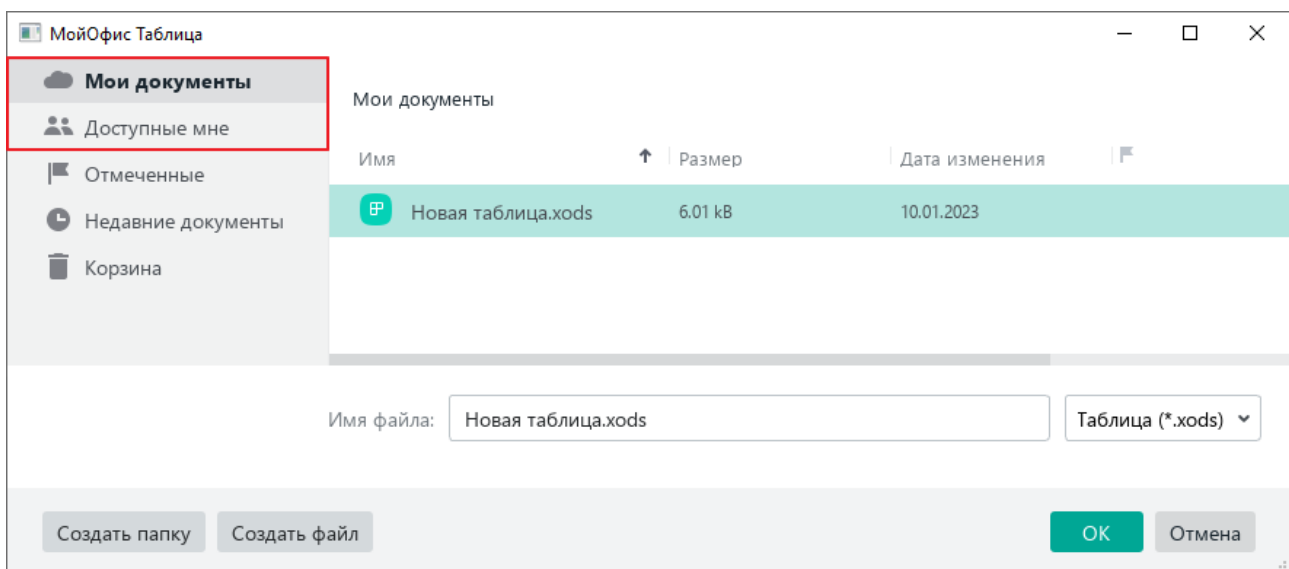 МойОфис Таблица
Мои документы
Доступные мне
Отмеченные
Недавние документы
Корзина
Мои документы
Имя Размер Дата изменения
Новая таблица.xods 6.01 kB 10.01.2023
Имя файла: Новая таблица.xods Таблица (*.xods)
Создать папку Создать файл ОК Отмена